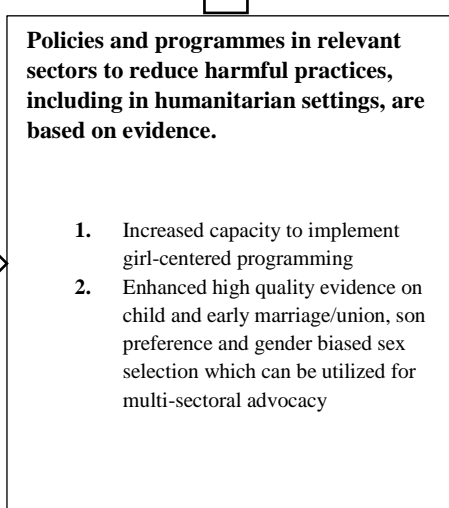 Policies and programmes in relevant
sectors to reduce harmful practices,
including in humanitarian settings, are
based on evidence.
1. Increased capacity to implement
girl-centered programming
2. Enhanced high quality evidence on
child and early marriage/union, son
preference and gender biased sex
selection which can be utilized for
multi-sectoral advocacy